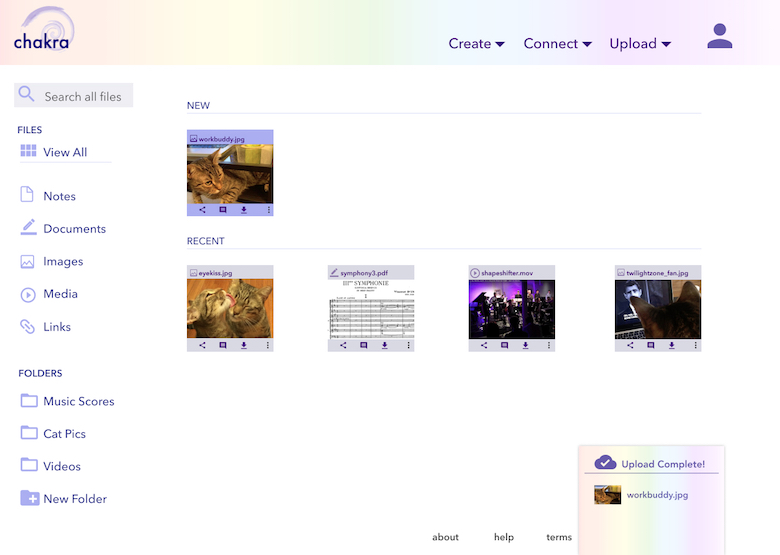 chakra
Create Connect Upload
Search all files
FILES
View All
Notes
Documents
Images
Media
Links
FOLDERS
Music Scores
Cat Pics
Videos
New Folder
NEW
workbuddy.jpg
RECENT
eyekiss.jpg
symphony3.pdf
shapeshifter.mov
twilightzone_fan.jpg
IIIme SYMPHONIE
Upload Complete!
workbuddy.jpg
about help terms